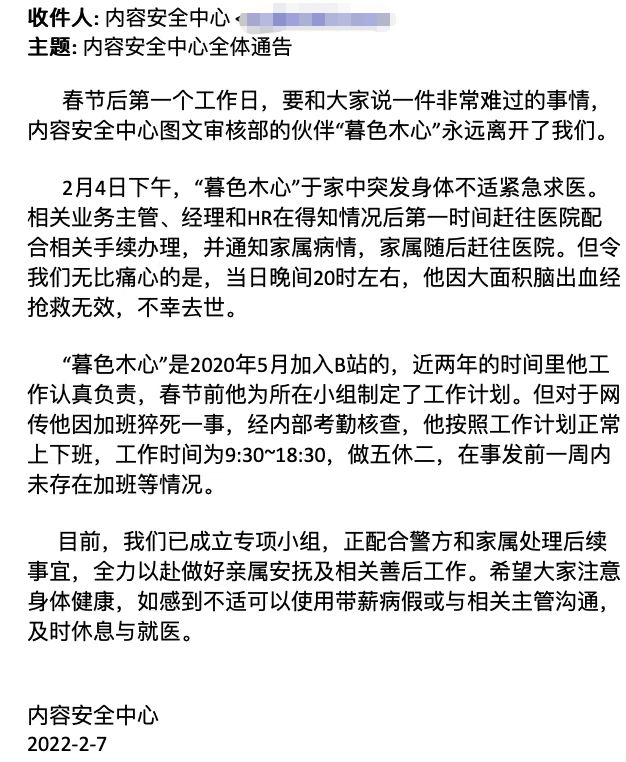 收件人: 内容安全中心 <
主题: 内容安全中心全体通告
春节后第一个工作日，要和大家说一件非常难过的事情，
内容安全中心图文审核部的伙伴“暮色木心”永远离开了我们。
2月4日下午，“暮色木心”于家中突发身体不适紧急求医。
相关业务主管、经理和HR在得知情况后第一时间赶往医院配
合相关手续办理，并通知家属病情，家属随后赶往医院。但令
我们无比痛心的是，当日晚间20时左右，他因大面积脑出血经
抢救无效，不幸去世。
“暮色木心”是2020年5月加入B站的，近两年的时间里他工
作认真负责，春节前他为所在小组制定了工作计划。但对于网
传他因加班猝死一事，经内部考勤核查，他按照工作计划正常
上下班，工作时间为9:30~18:30，做五休二，在事发前一周内
未存在加班等情况。
目前，我们已成立专项小组，正配合警方和家属处理后续
事宜，全力以赴做好亲属安抚及相关善后工作。希望大家注意
身体健康，如感到不适可以使用带薪病假或与相关主管沟通，
及时休息与就医。
内容安全中心
2022-2-7